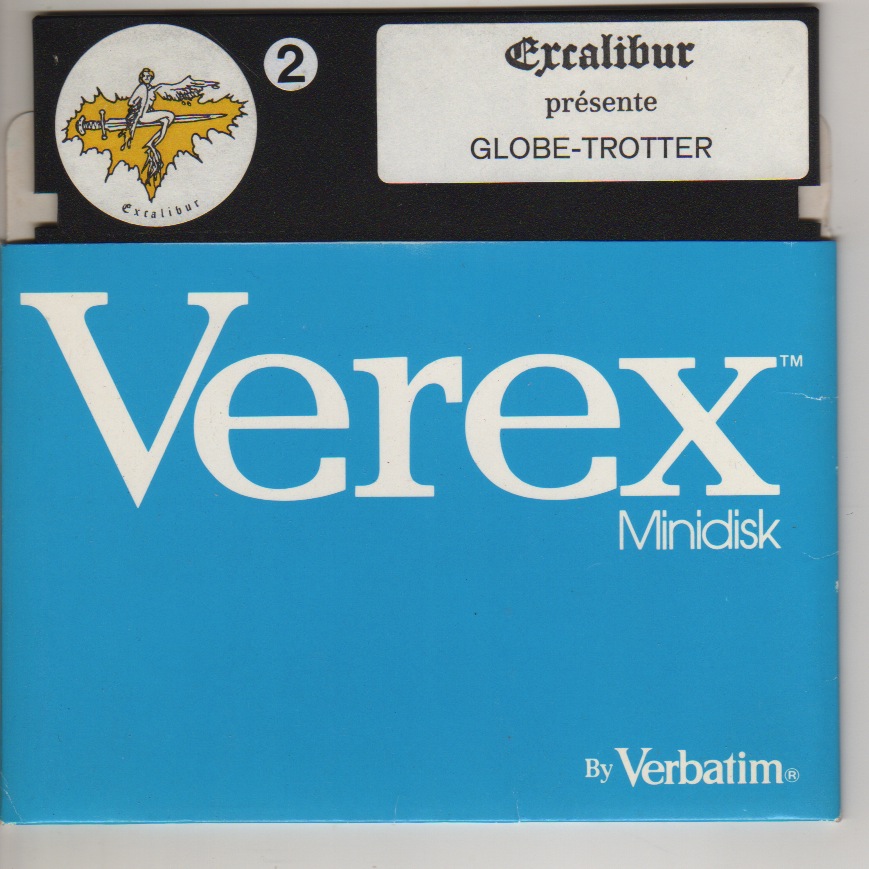 Excalibur
2
Excalibur
présente
GLOBE-TROTTER
Verex™
Minidisk
By Verbatim®